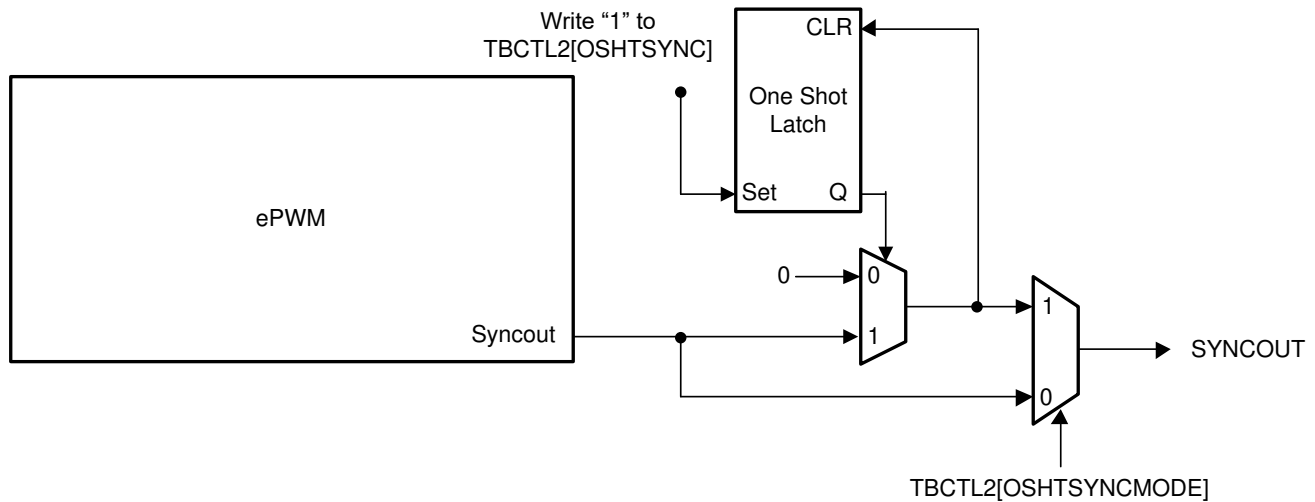 Write “1” to
TBCTL2[OSHTSYNC]
CLR
One Shot
Latch
Set
Q
ePWM
0
0
Syncout
1
1
SYNCOUT
0
TBCTL2[OSHTSYNCMODE]